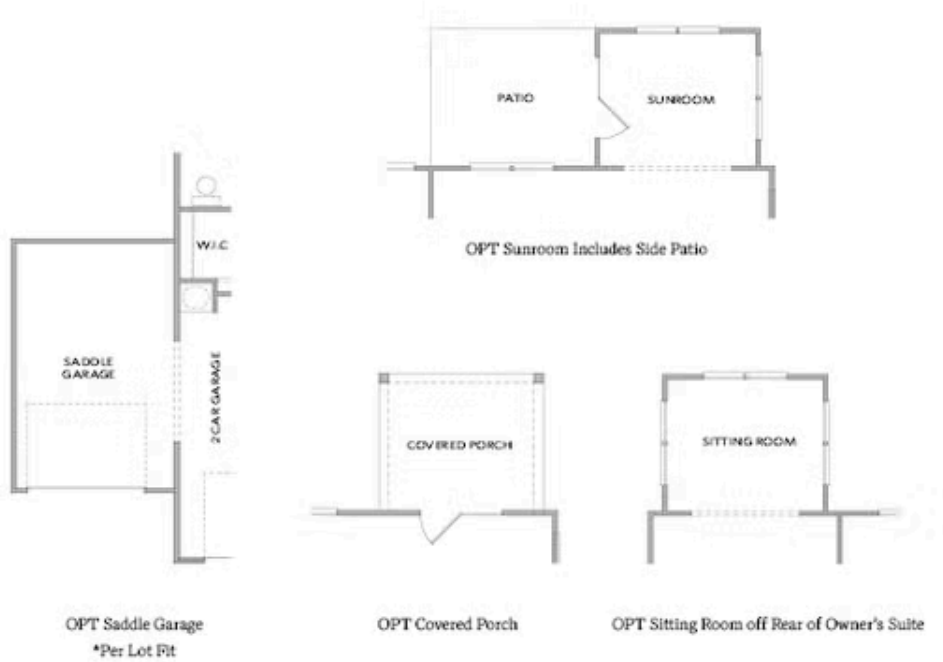 PATIO
SUNROOM
OPT Sunroom Includes Side Patio
W.I.C
SADDLE
GARAGE
2 CAR GARAGE
COVERED PORCH
SITTING ROOM
OPT Saddle Garage
*Per Lot Fit
OPT Covered Porch
OPT Sitting Room off Rear of Owner's Suite